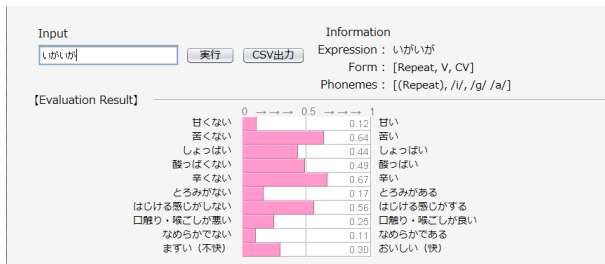 Input
いがいが
実行
CSV出力
Information
Expression : いがいが
Form : [Repeat, V, CV]
Phonemes : [(Repeat), /i/, /g/ /a/]
【Evaluation Result】
0 →→→ 0.5 →→→ 1
甘くない 0.12 甘い
苦くない 0.64 苦い
しょっぱい 0.44 しょっぱい
酸っぱくない 0.49 酸っぱい
辛くない 0.67 辛い
とろみがない 0.17 とろみがある
はじける感じがしない 0.56 はじける感じがする
口触り・喉ごしが悪い 0.25 口触り・喉ごしが良い
なめらかでない 0.11 なめらかである
まずい（不快） 0.30 おいしい（快）